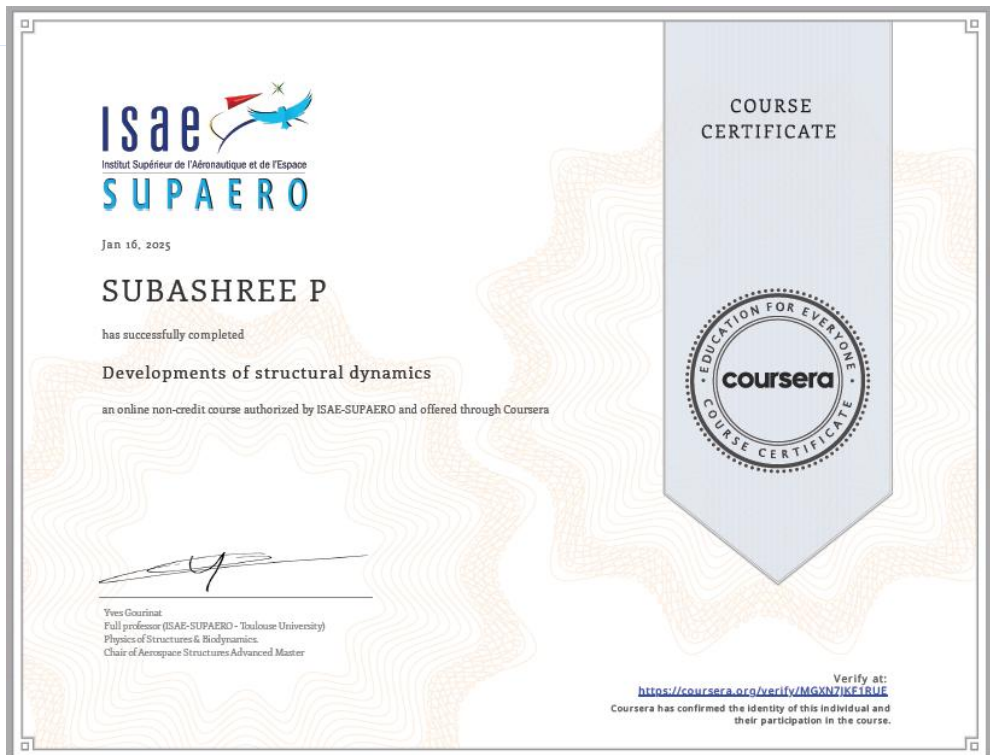 Isae
Institut Supérieur de l'Aéronautique et de l'Espace
SUPAERO
Jan 16, 2025
SUBASHREE P
has successfully completed
Developments of structural dynamics
an online non-credit course authorized by ISAE-SUPAERO and offered through Coursera
Yves Gourinat
Full professor (ISAE-SUPAERO - Toulouse University)
Physics of Structures & Biodynamics.
Chair of Aerospace Structures Advanced Master
COURSE
CERTIFICATE
EDUCATION FOR EVERYONE
coursera
COURSE CERTIFICATE
Verify at:
https://coursera.org/verify/MGXN7JKF1RUE
Coursera has confirmed the identity of this individual and
their participation in the course.